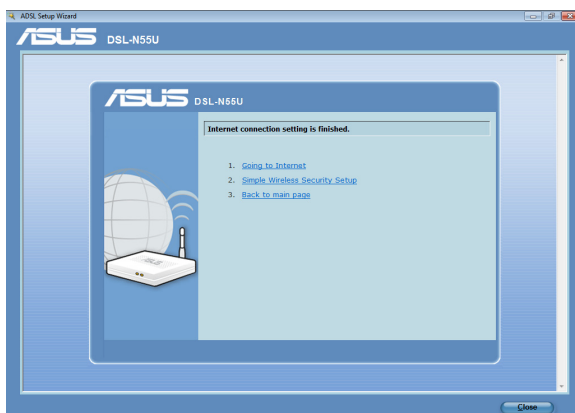 ADSL Setup Wizard
ASUS DSL-N55U
ASUS DSL-N55U
Internet connection setting is finished.
1. Going to Internet
2. Simple Wireless Security Setup
3. Back to main page
ASUS
Close